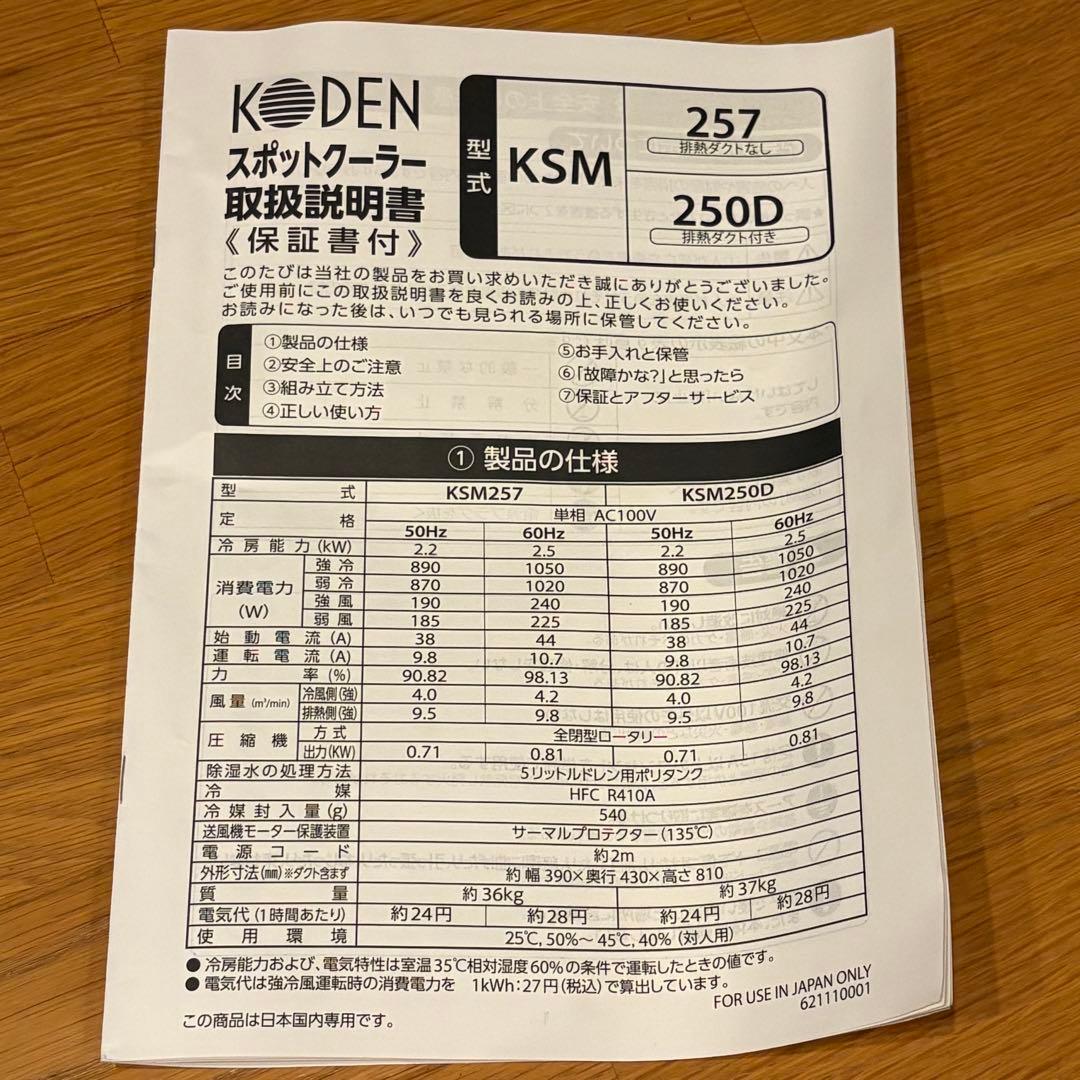 KODEN
スポットクーラー
取扱説明書
《保証書付》
型式 KSM
257
排熱ダクトなし
250D
排熱ダクト付き
このたびは当社の製品をお買い求めいただき誠にありがとうございました。
ご使用前にこの取扱説明書を良くお読みの上、正しくお使いください。
お読みになった後は、いつでも見られる場所に保管してください。
目次
①製品の仕様
②安全上のご注意
③組み立て方法
④正しい使い方
⑤お手入れと保管
⑥「故障かな?」と思ったら
⑦保証とアフターサービス
① 製品の仕様
型式 KSM257 KSM250D
定格 単相 AC100V
50Hz 60Hz 50Hz 60Hz
冷房能力(kW) 2.2 2.5 2.2 2.5
消費電力(W) 強冷 890 1050 890 1050
弱冷 870 1020 870 1020
強風 190 240 190 240
弱風 185 225 185 225
始動電流(A) 38 44 38 44
運転電流(A) 9.8 10.7 9.8 10.7
力率(%) 90.82 98.13 90.82 98.13
風量(m³/min) 冷風側(強) 4.0 4.2 4.0 4.2
排熱側(強) 9.5 9.8 9.5 9.8
圧縮機 方式 全閉型ロータリー
出力(KW) 0.71 0.81 0.71 0.81
除湿水の処理方法 5リットルドレン用ポリタンク
冷媒 HFC R410A
冷媒封入量(g) 540
送風機モーター保護装置 サーマルプロテクター(135℃)
電源コード 約2m
外形寸法(mm)※ダクト含まず 約 幅390×奥行430×高さ810
質量 約36kg 約37kg
電気代(1時間あたり) 約24円 約28円 約24円 約28円
使用環境 25℃,50%～45℃,40%(対人用)
●冷房能力および、電気特性は室温35℃相対湿度60%の条件で運転したときの値です。
●電気代は強冷風運転時の消費電力を 1kWh:27円(税込)で算出しています。
FOR USE IN JAPAN ONLY
621110001
この商品は日本国内専用です。